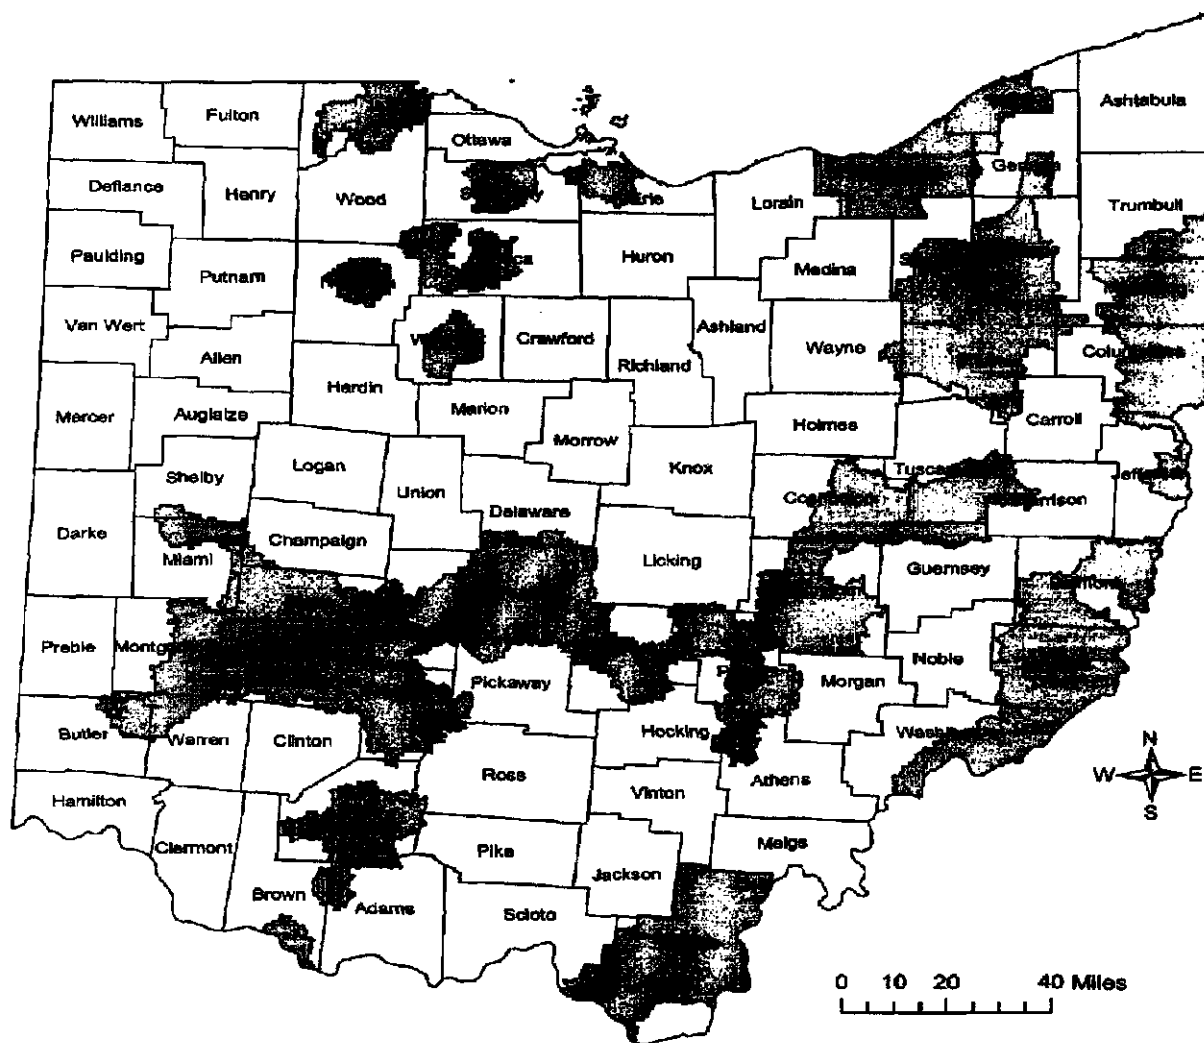 Ashtabula
Williams
Fulton
Ottawa
Defiance
Henry
Wood
Lorain
Trumbull
Paulding
Putnam
Huron
Medina
Van Wert
Allen
Crawford
Ashland
Wayne
Richland
Hardin
Mercer
Auglaize
Marion
Morrow
Holmes
Carroll
Shelby
Logan
Union
Knox
Darke
Miami
Champaign
Delaware
Licking
Guernsey
Preble
Pickaway
Noble
Morgan
Butler
Warren
Clinton
Hocking
N
W
E
S
Hamilton
Ross
Vinton
Athens
Clermont
Pike
Jackson
Meigs
Brown
Adams
Scioto
0 10 20 40 Miles